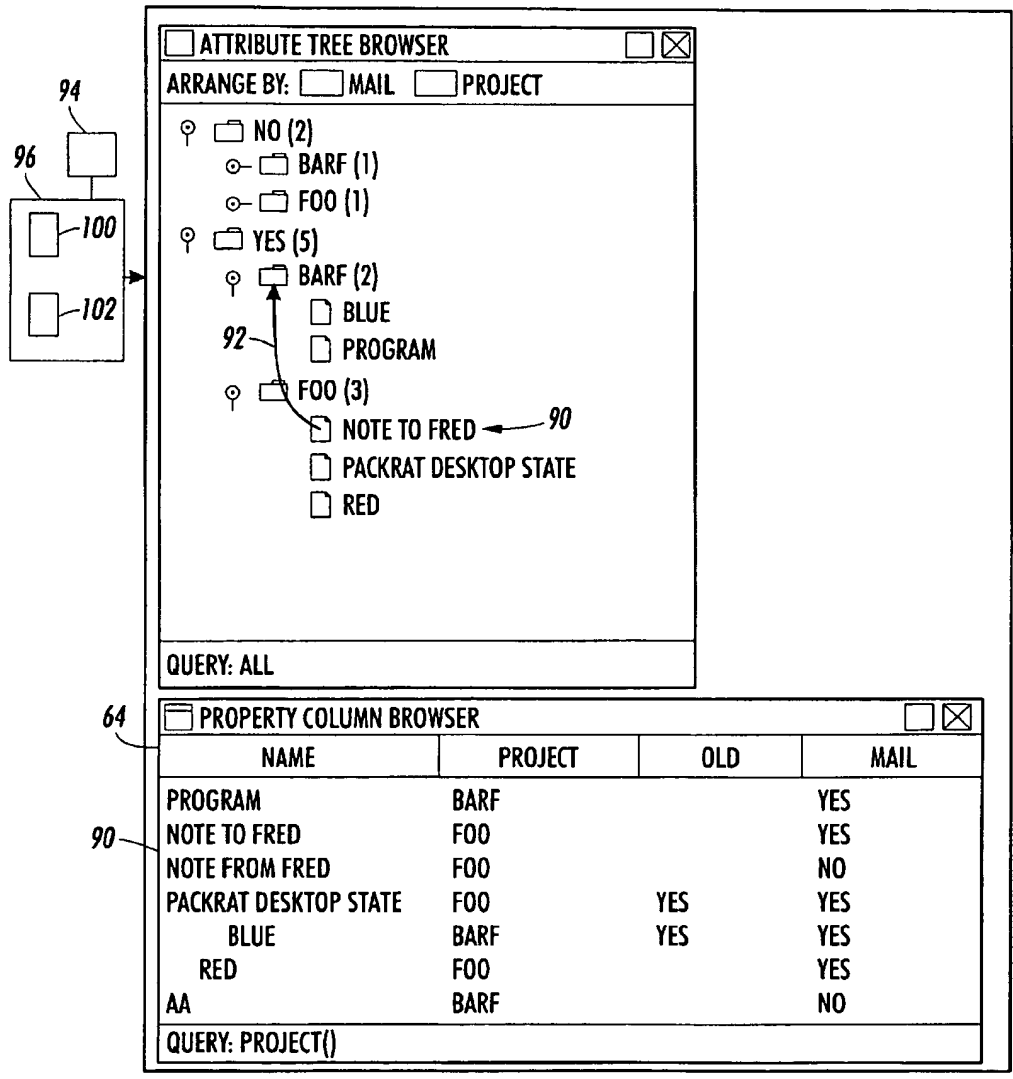 ATTRIBUTE TREE BROWSER
ARRANGE BY: MAIL PROJECT
94
96
100
102
NO (2)
BARF (1)
FOO (1)
YES (5)
BARF (2)
BLUE
PROGRAM
92
FOO (3)
NOTE TO FRED 90
PACKRAT DESKTOP STATE
RED
QUERY: ALL
64
PROPERTY COLUMN BROWSER
NAME PROJECT OLD MAIL
PROGRAM BARF YES
90
NOTE TO FRED FOO YES
NOTE FROM FRED FOO NO
PACKRAT DESKTOP STATE FOO YES YES
BLUE BARF YES YES
RED FOO YES
AA BARF NO
QUERY: PROJECT()